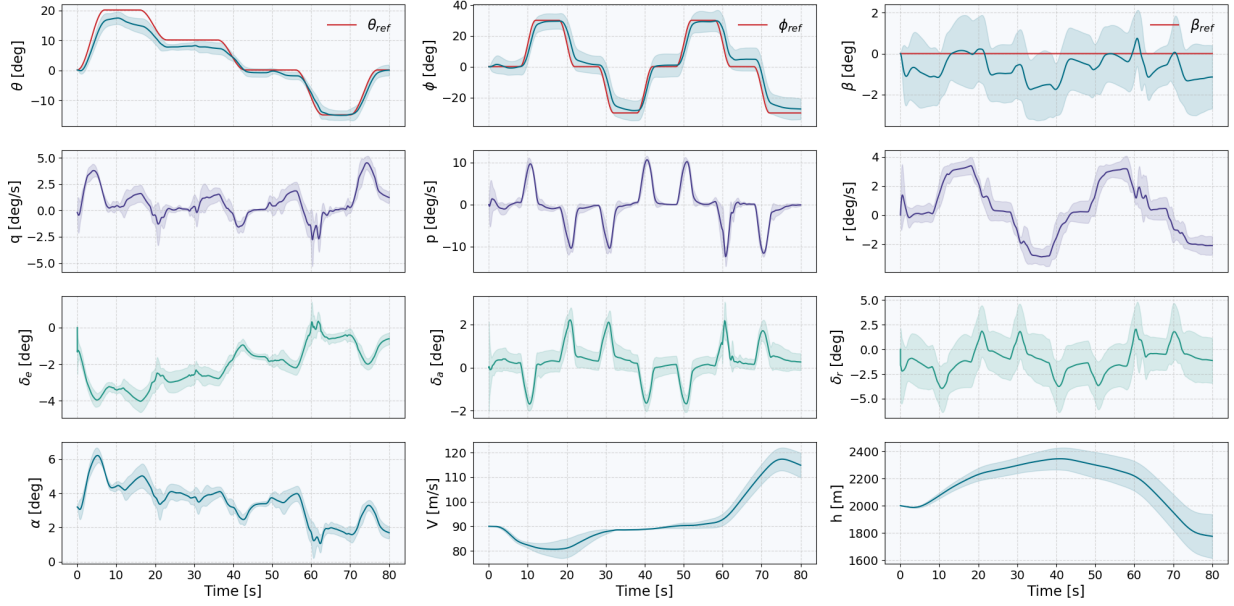 20
10
0
−10
θ [deg]
θref
40
20
0
−20
ϕ [deg]
ϕref
2
0
−2
β [deg]
βref
5.0
2.5
0.0
−2.5
−5.0
q [deg/s]
10
0
−10
p [deg/s]
4
2
0
−2
r [deg/s]
0
−2
−4
δe [deg]
2
0
−2
δa [deg]
5.0
2.5
0.0
−2.5
−5.0
δr [deg]
6
4
2
0
α [deg]
120
110
100
90
80
V [m/s]
2400
2200
2000
1800
1600
h [m]
0 10 20 30 40 50 60 70 80
0 10 20 30 40 50 60 70 80
0 10 20 30 40 50 60 70 80
Time [s]
Time [s]
Time [s]